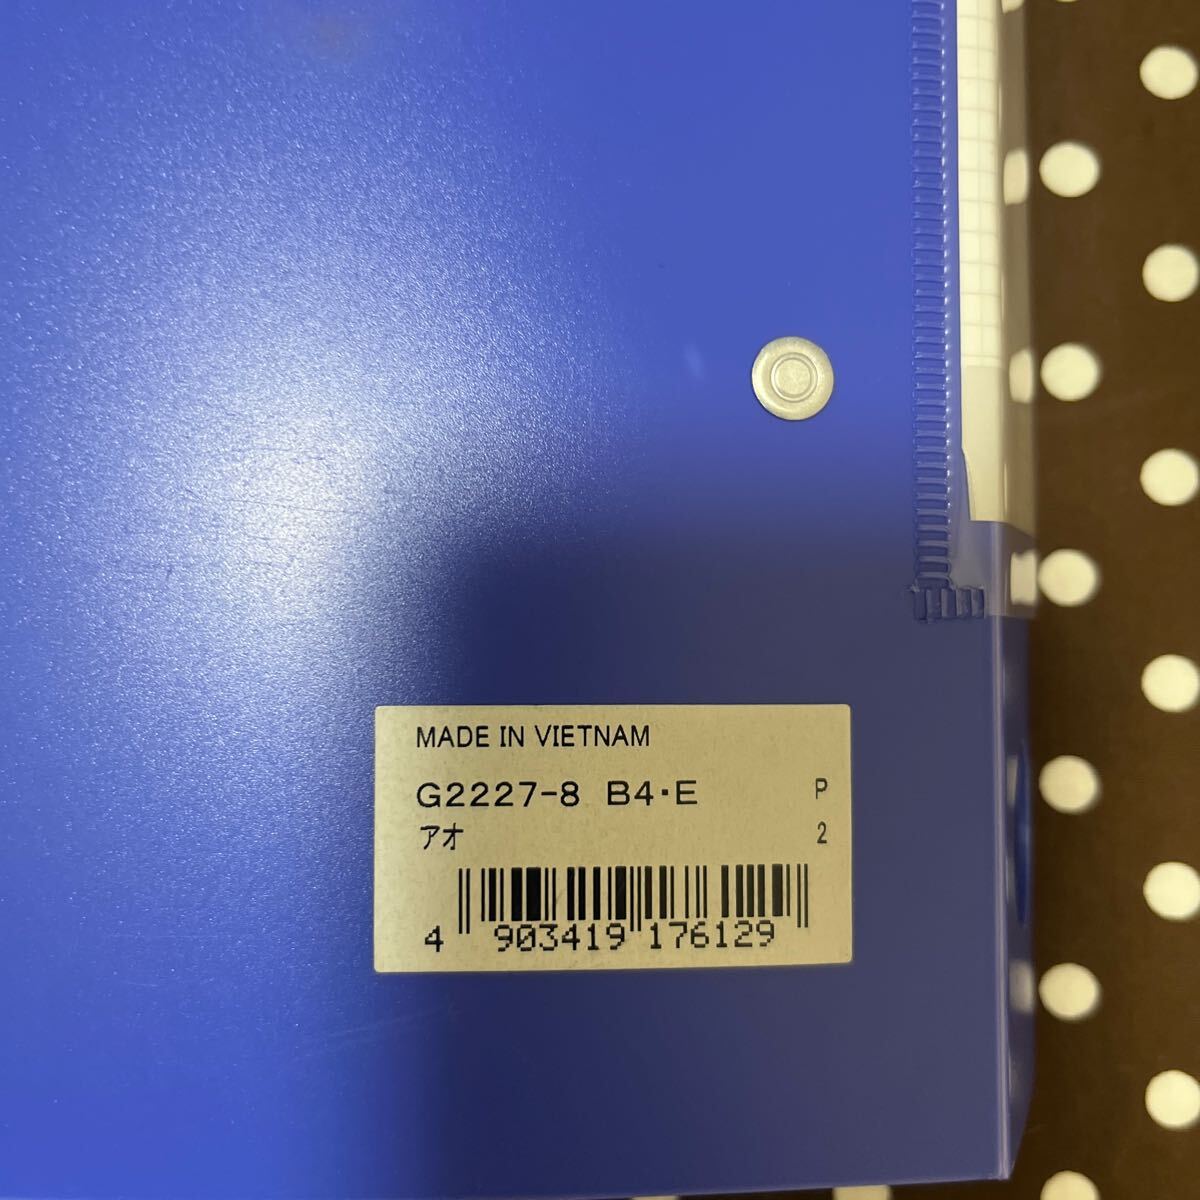 MADE IN VIETNAM
G2227-8 B4・E P
アオ 2
4 903419 176129